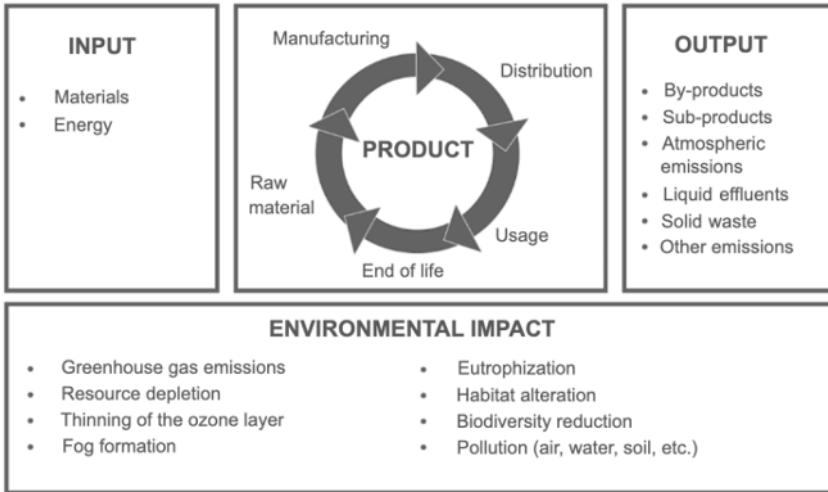 INPUT
• Materials
• Energy
Manufacturing
Distribution
PRODUCT
Raw
material
Usage
End of life
OUTPUT
• By-products
• Sub-products
• Atmospheric
emissions
• Liquid effluents
• Solid waste
• Other emissions
ENVIRONMENTAL IMPACT
• Greenhouse gas emissions
• Resource depletion
• Thinning of the ozone layer
• Fog formation
• Eutrophization
• Habitat alteration
• Biodiversity reduction
• Pollution (air, water, soil, etc.)